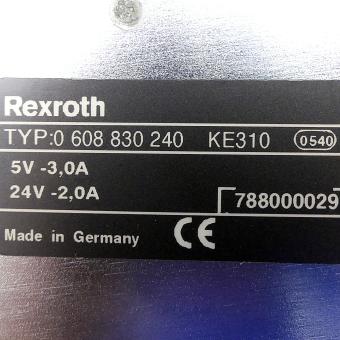 Rexroth
TYP:0 608 830 240 KE310 0540
5V -3,0A
24V -2,0A
788000029
Made in Germany CE